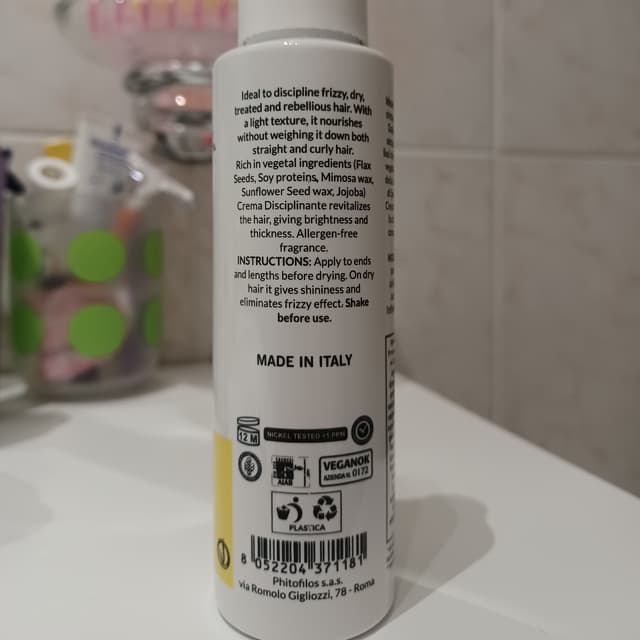 Ideal to discipline frizzy, dry,
treated and rebellious hair. With
a light texture, it nourishes
without weighing it down both
straight and curly hair.
Rich in vegetal ingredients (Flax
Seeds, Soy proteins, Mimosa wax,
Sunflower Seed wax, Jojoba)
Crema Disciplinante revitalizes
the hair, giving brightness and
thickness. Allergen-free
fragrance.
INSTRUCTIONS: Apply to ends
and lengths before drying. On dry
hair it gives shininess and
eliminates frizzy effect. Shake
before use.
MADE IN ITALY
12 M
NICKEL TESTED <1 PPM
AIAB
VEGANOK
AZIENDA N. 0172
PLASTICA
8 052204 371181
Phitofilos s.a.s.
via Romolo Gigliozzi, 78 - Roma